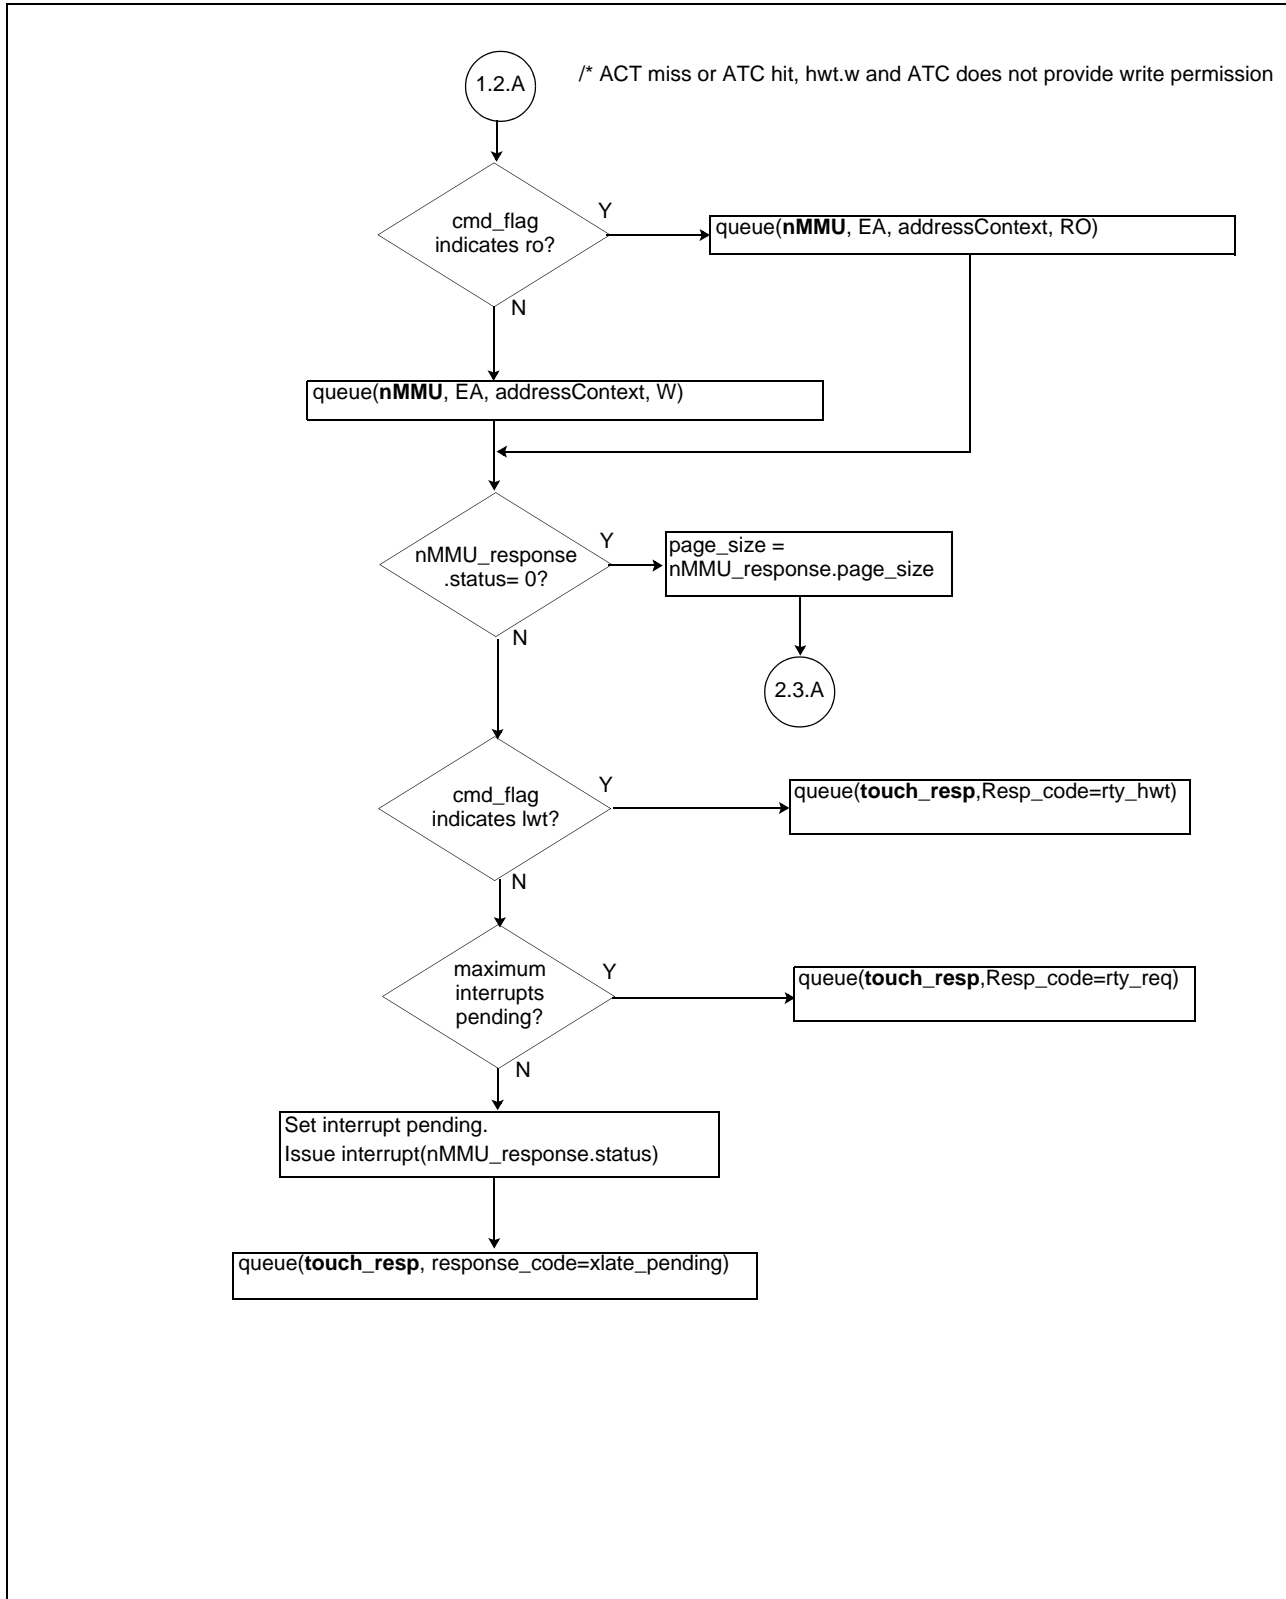 1.2.A
/* ACT miss or ATC hit, hwt.w and ATC does not provide write permission
cmd_flag
indicates ro?
Y
queue(nMMU, EA, addressContext, RO)
N
queue(nMMU, EA, addressContext, W)
nMMU_response
.status= 0?
Y
page_size =
nMMU_response.page_size
N
2.3.A
cmd_flag
indicates lwt?
Y
queue(touch_resp,Resp_code=rty_hwt)
N
maximum
interrupts
pending?
Y
queue(touch_resp,Resp_code=rty_req)
N
Set interrupt pending.
Issue interrupt(nMMU_response.status)
queue(touch_resp, response_code=xlate_pending)